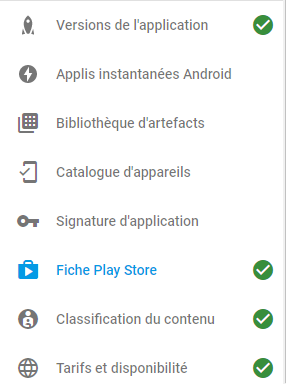 Versions de l'application
Applis instantanées Android
Bibliothèque d'artefacts
Catalogue d'appareils
Signature d'application
Fiche Play Store
Classification du contenu
Tarifs et disponibilité